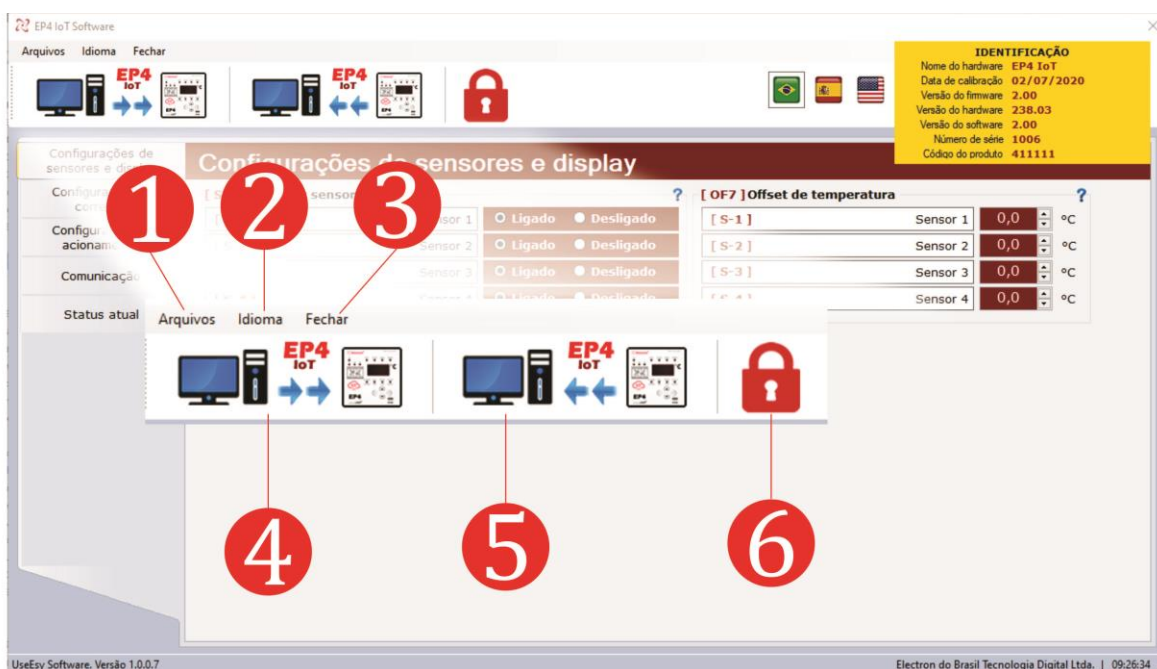 EP4 IoT Software
Arquivos Idioma Fechar
EP4
IoT
EP4
IoT
IDENTIFICAÇÃO
Nome do hardware EP4 IoT
Data de calibração 02/07/2020
Versão do firmware 2.00
Versão do hardware 238.03
Versão do software 2.00
Número de série 1006
Código do produto 411111
Configurações de
sensores e
Configurações de sensores e display
Comunicação
Status atual
?
Sensor 2
Sensor 3
Ligado Desligado
Ligado Desligado
Ligado Desligado
Ligado Desligado
[ OF7 ] Offset de temperatura ?
[ S-1 ] Sensor 1 0,0 °C
[ S-2 ] Sensor 2 0,0 °C
[ S-3 ] Sensor 3 0,0 °C
[ S-4 ] Sensor 4 0,0 °C
1
2
3
Arquivos Idioma Fechar
EP4
IoT
EP4
EP4
IoT
EP4
4
5
6
UseEsy Software. Versão 1.0.0.7
Electron do Brasil Tecnologia Digital Ltda. | 09:26:34